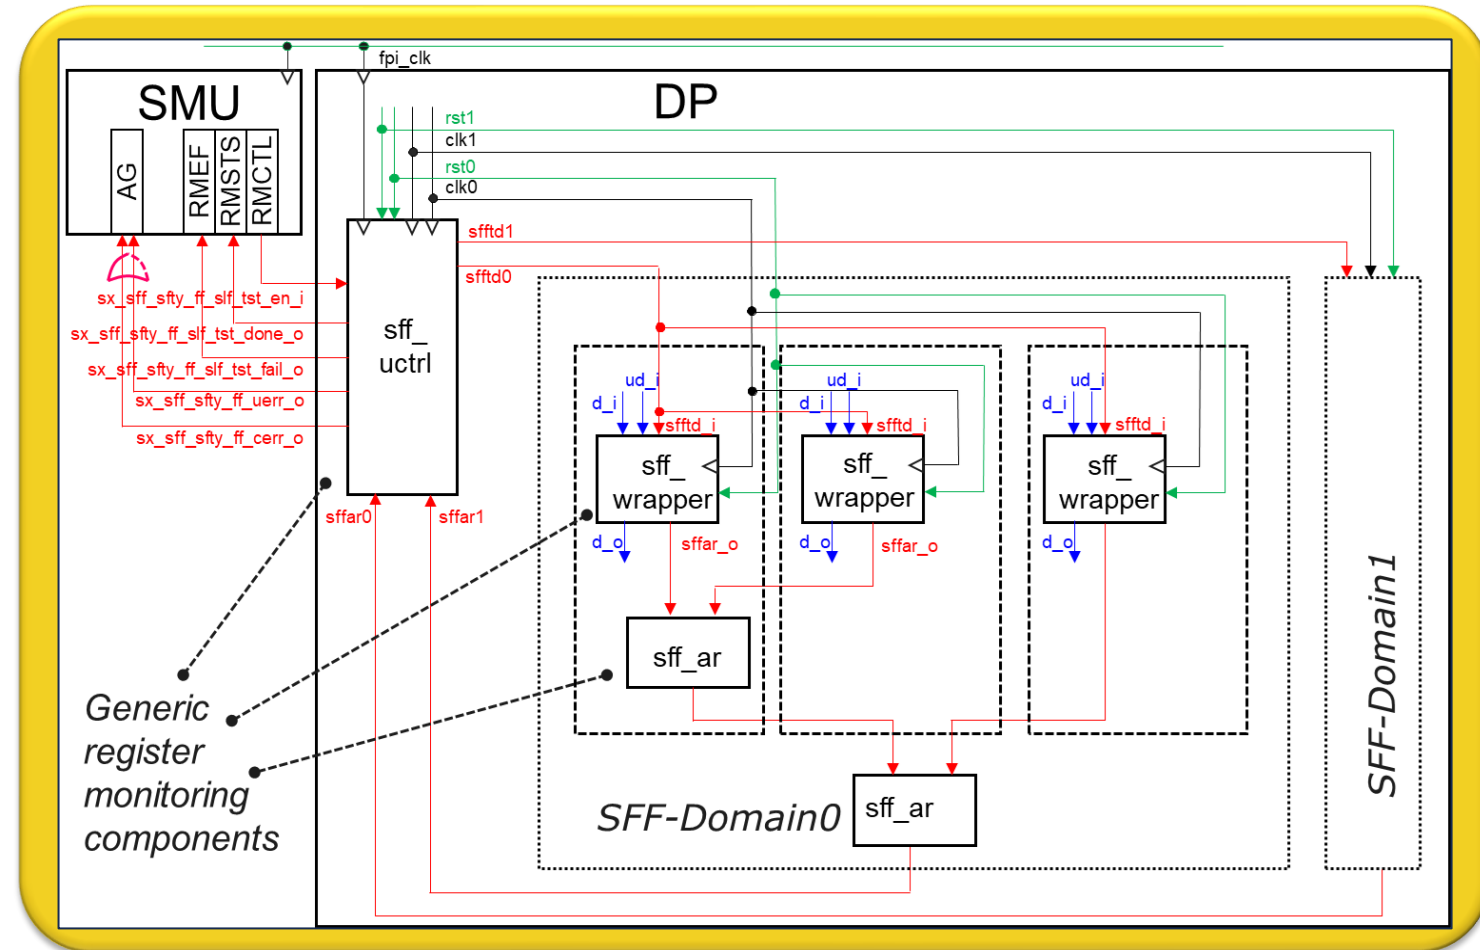 fpi_clk
SMU
DP
AG
RMEF
RMSTS
RMCTL
rst1
clk1
rst0
clk0
sfftd1
sfftd0
sx_sff_sfty_ff_slf_tst_en_i
sx_sff_sfty_ff_slf_tst_done_o
sx_sff_sfty_ff_slf_tst_fail_o
sx_sff_sfty_ff_uerr_o
sx_sff_sfty_ff_cerr_o
sff_
uctrl
sffar0
sffar1
ud_i
d_i
sfftd_i
sff_
wrapper
d_o
sffar_o
ud_i
d_i
sfftd_i
sff_
wrapper
d_o
sffar_o
ud_i
d_i
sfftd_i
sff_
wrapper
d_o
sff_ar
sff_ar
SFF-Domain0
SFF-Domain1
Generic
register
monitoring
components